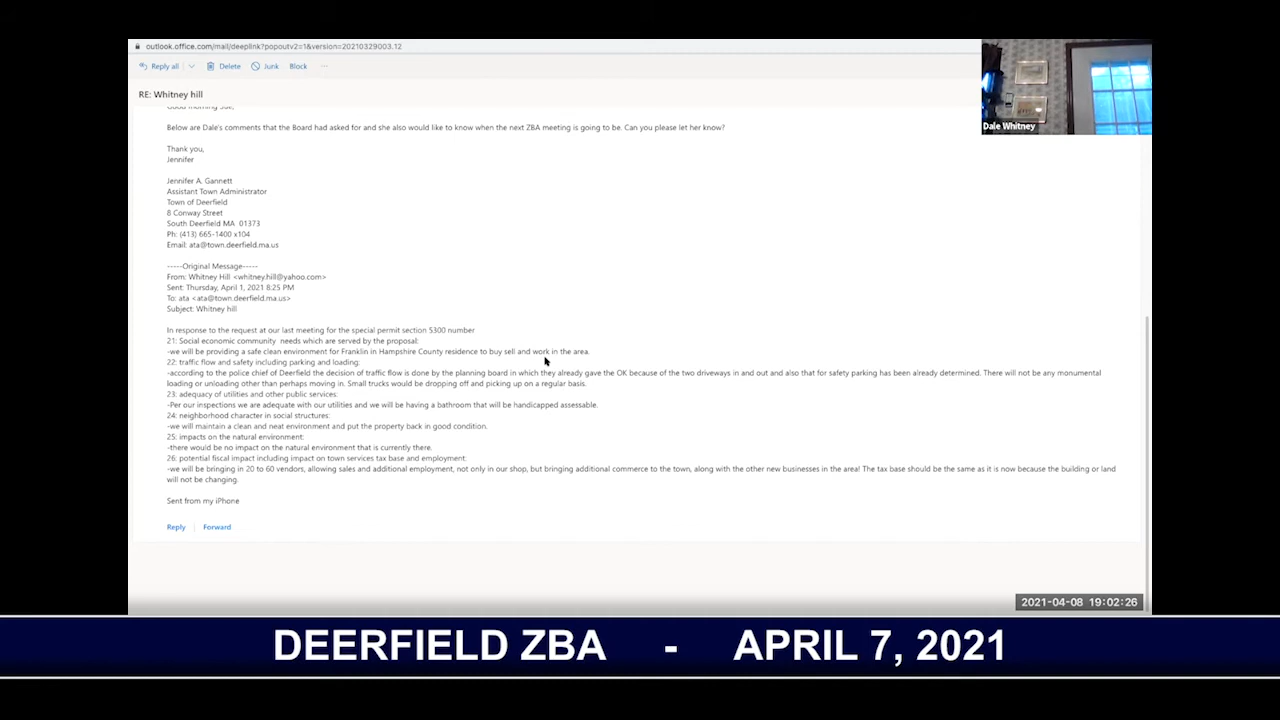 outlook.office.com/mail/deeplink?popoutv2=1&version=20210329003.12
Reply all Delete Junk Block ...
RE: Whitney hill
Good morning Sue,
Below are Dale's comments that the Board had asked for and she also would like to know when the next ZBA meeting is going to be. Can you please let her know?
Thank you,
Jennifer
Jennifer A. Gannett
Assistant Town Administrator
Town of Deerfield
8 Conway Street
South Deerfield MA 01373
Ph: (413) 665-1400 x104
Email: ata@town.deerfield.ma.us
-----Original Message-----
From: Whitney Hill <whitney.hill@yahoo.com>
Sent: Thursday, April 1, 2021 8:25 PM
To: ata <ata@town.deerfield.ma.us>
Subject: Whitney hill
In response to the request at our last meeting for the special permit section 5300 number
21: Social economic community needs which are served by the proposal:
-we will be providing a safe clean environment for Franklin in Hampshire County residence to buy sell and work in the area.
22: traffic flow and safety including parking and loading:
-according to the police chief of Deerfield the decision of traffic flow is done by the planning board in which they already gave the OK because of the two driveways in and out and also that for safety parking has been already determined. There will not be any monumental
loading or unloading other than perhaps moving in. Small trucks would be dropping off and picking up on a regular basis.
23: adequacy of utilities and other public services:
-Per our inspections we are adequate with our utilities and we will be having a bathroom that will be handicapped assessable.
24: neighborhood character in social structures:
-we will maintain a clean and neat environment and put the property back in good condition.
25: impacts on the natural environment:
-there would be no impact on the natural environment that is currently there.
26: potential fiscal impact including impact on town services tax base and employment:
-we will be bringing in 20 to 60 vendors, allowing sales and additional employment, not only in our shop, but bringing additional commerce to the town, along with the other new businesses in the area! The tax base should be the same as it is now because the building or land
will not be changing.
Sent from my iPhone
Reply Forward
Dale Whitney
2021-04-08 19:02:26
DEERFIELD ZBA - APRIL 7, 2021